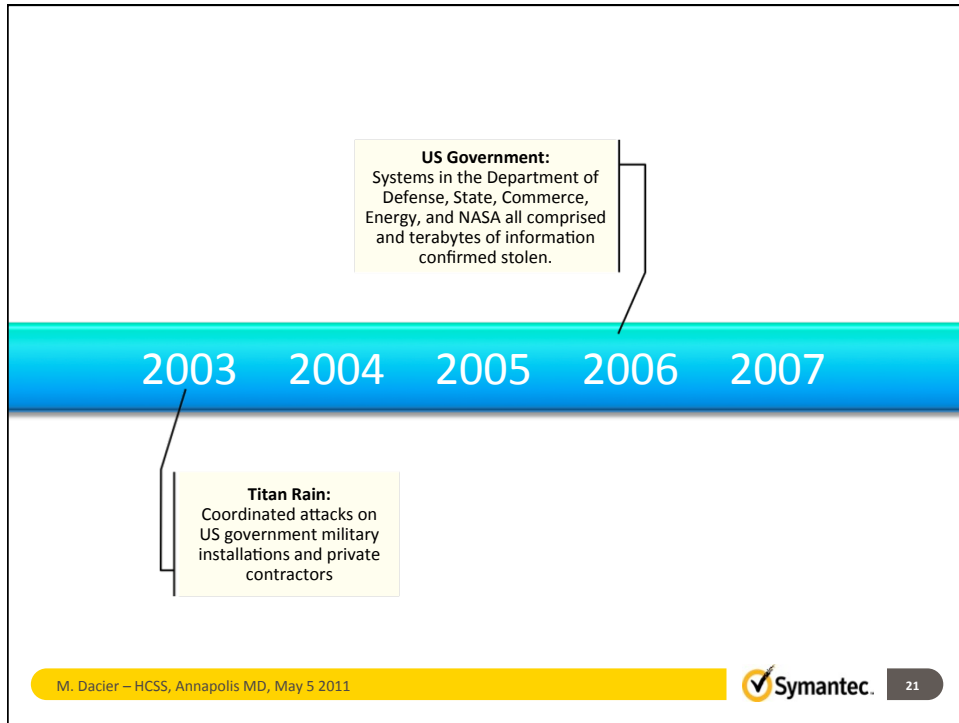 US Government:
Systems in the Department of
Defense, State, Commerce,
Energy, and NASA all comprised
and terabytes of information
confirmed stolen.
2003 2004 2005 2006 2007
Titan Rain:
Coordinated attacks on
US government military
installations and private
contractors
M. Dacier – HCSS, Annapolis MD, May 5 2011
Symantec.
21